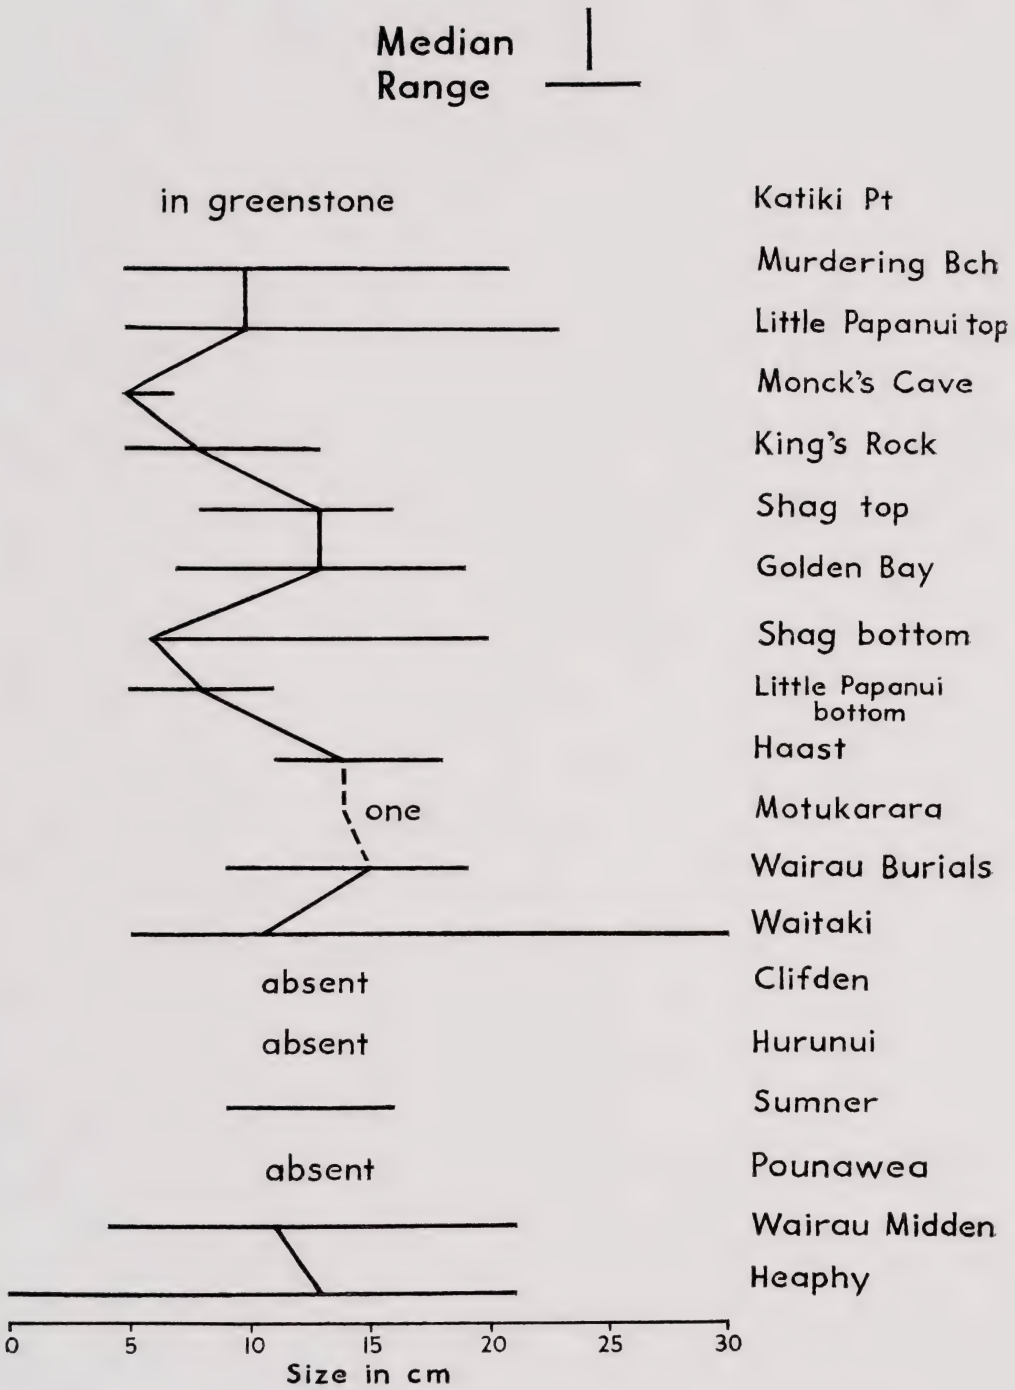 Median
Range
in greenstone Katiki Pt
Murdering Bch
Little Papanui top
Monck's Cave
King's Rock
Shag top
Golden Bay
Shag bottom
Little Papanui
bottom
Haast
one Motukarara
Wairau Burials
Waitaki
absent Clifden
absent Hurunui
Sumner
absent Pounawea
Wairau Midden
Heaphy
0 5 10 15 20 25 30
Size in cm